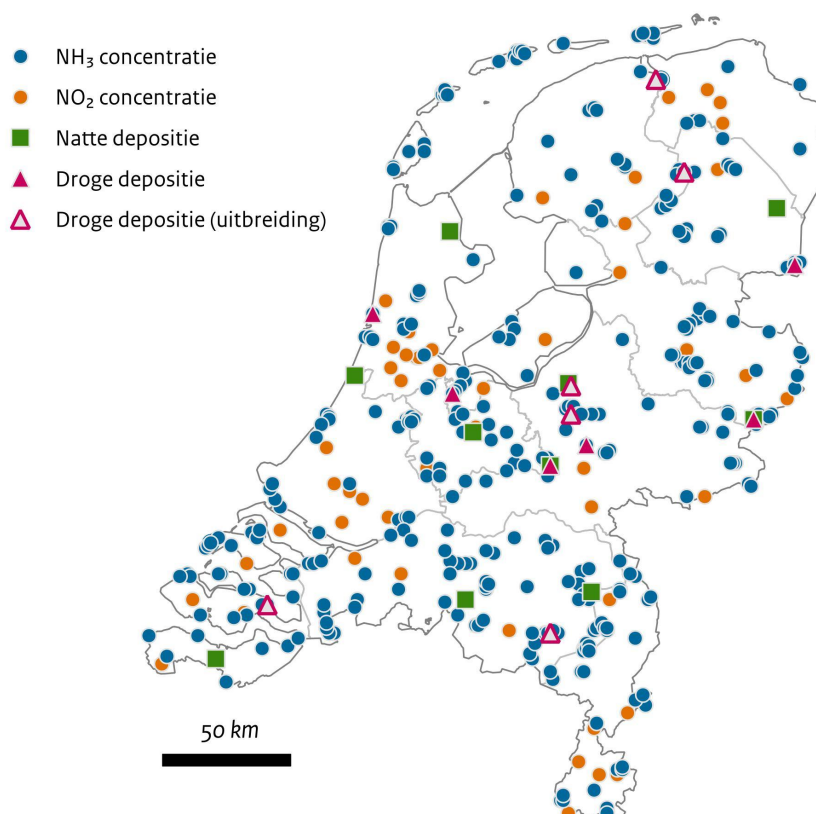 NH₃ concentratie
NO₂ concentratie
Natte depositie
Droge depositie
Droge depositie (uitbreiding)
50 km